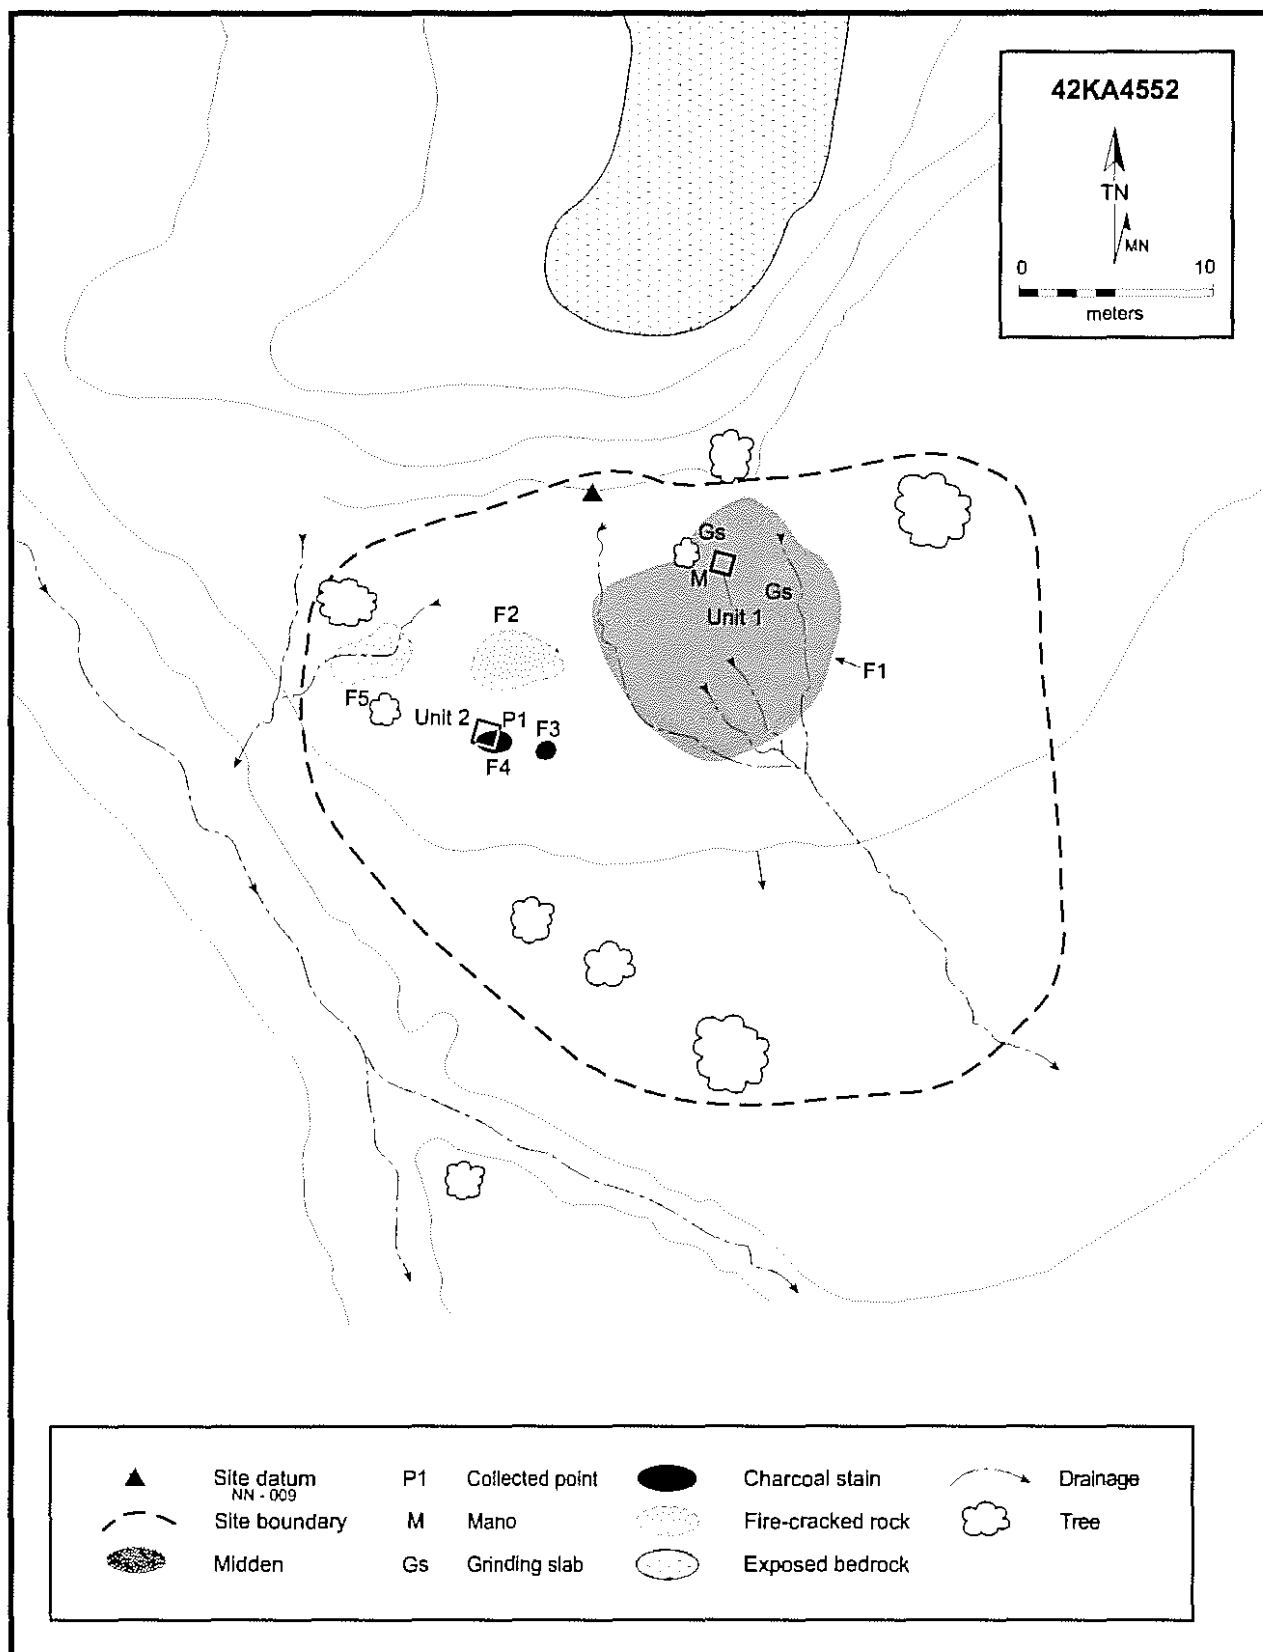 42KA4552
TN
MN
0 10
meters
Gs
M
Gs
Unit 1
F2
F1
F5
Unit 2 P1 F3
F4
Site datum P1 Collected point Charcoal stain Drainage
NN - 009
Site boundary M Mano Fire-cracked rock Tree
Midden Gs Grinding slab Exposed bedrock